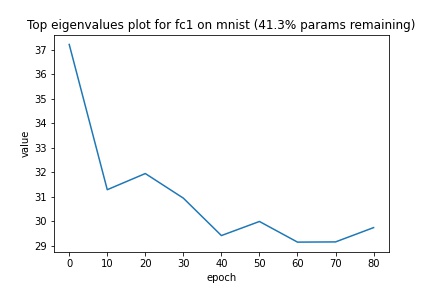 Top eigenvalues plot for fc1 on mnist (41.3% params remaining)
37
36
35
34
33
32
31
30
29
value
0 10 20 30 40 50 60 70 80
epoch